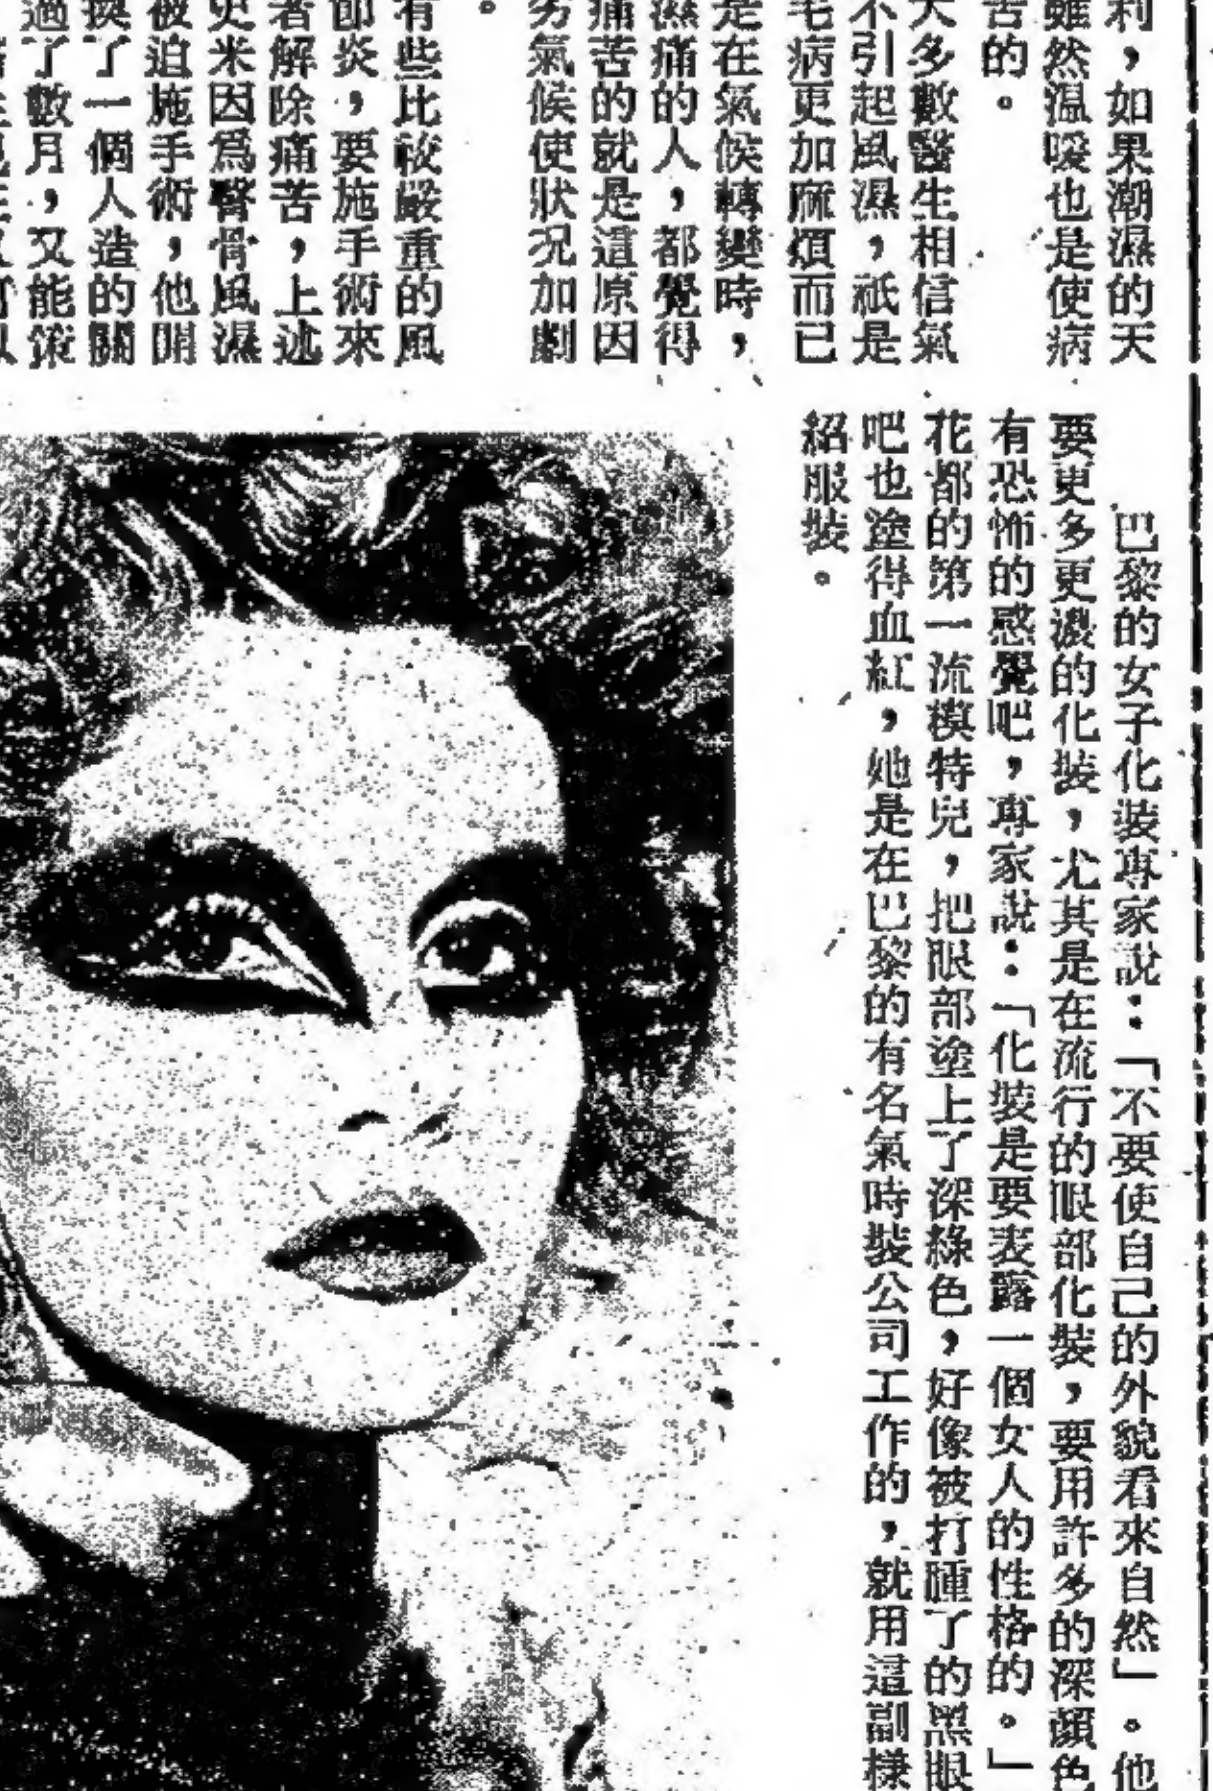 利，如果潮濕的天
雖然溫暖也是使病
苦的。
大多數醫生相信氣
不引起風濕，祇是
毛病更加麻煩而已
是在氣候轉變時，
濕痛的人，都覺得
痛苦的就是這原因
劣氣候使狀况加劇
。
有些比較嚴重的風
節炎，要施手術來
者解除痛苦，上述
史米因爲臀骨風濕
被迫施手術，他開
換了一個人造的關
過了數月，又能策
巴黎的女子化裝專家說：「不要使自己的外貌看來自然」。他
要更多更濃的化裝，尤其是在流行的眼部化裝，要用許多的深顏色
有恐怖的感覺吧，專家說：「化裝是要表露一個女人的性格的。」
花都的第一流模特兒，把眼部塗上了深綠色，好像被打腫了的黑眼
吧也塗得血紅，她是在巴黎的有名氣時裝公司工作的，就用這副樣
紹服裝。